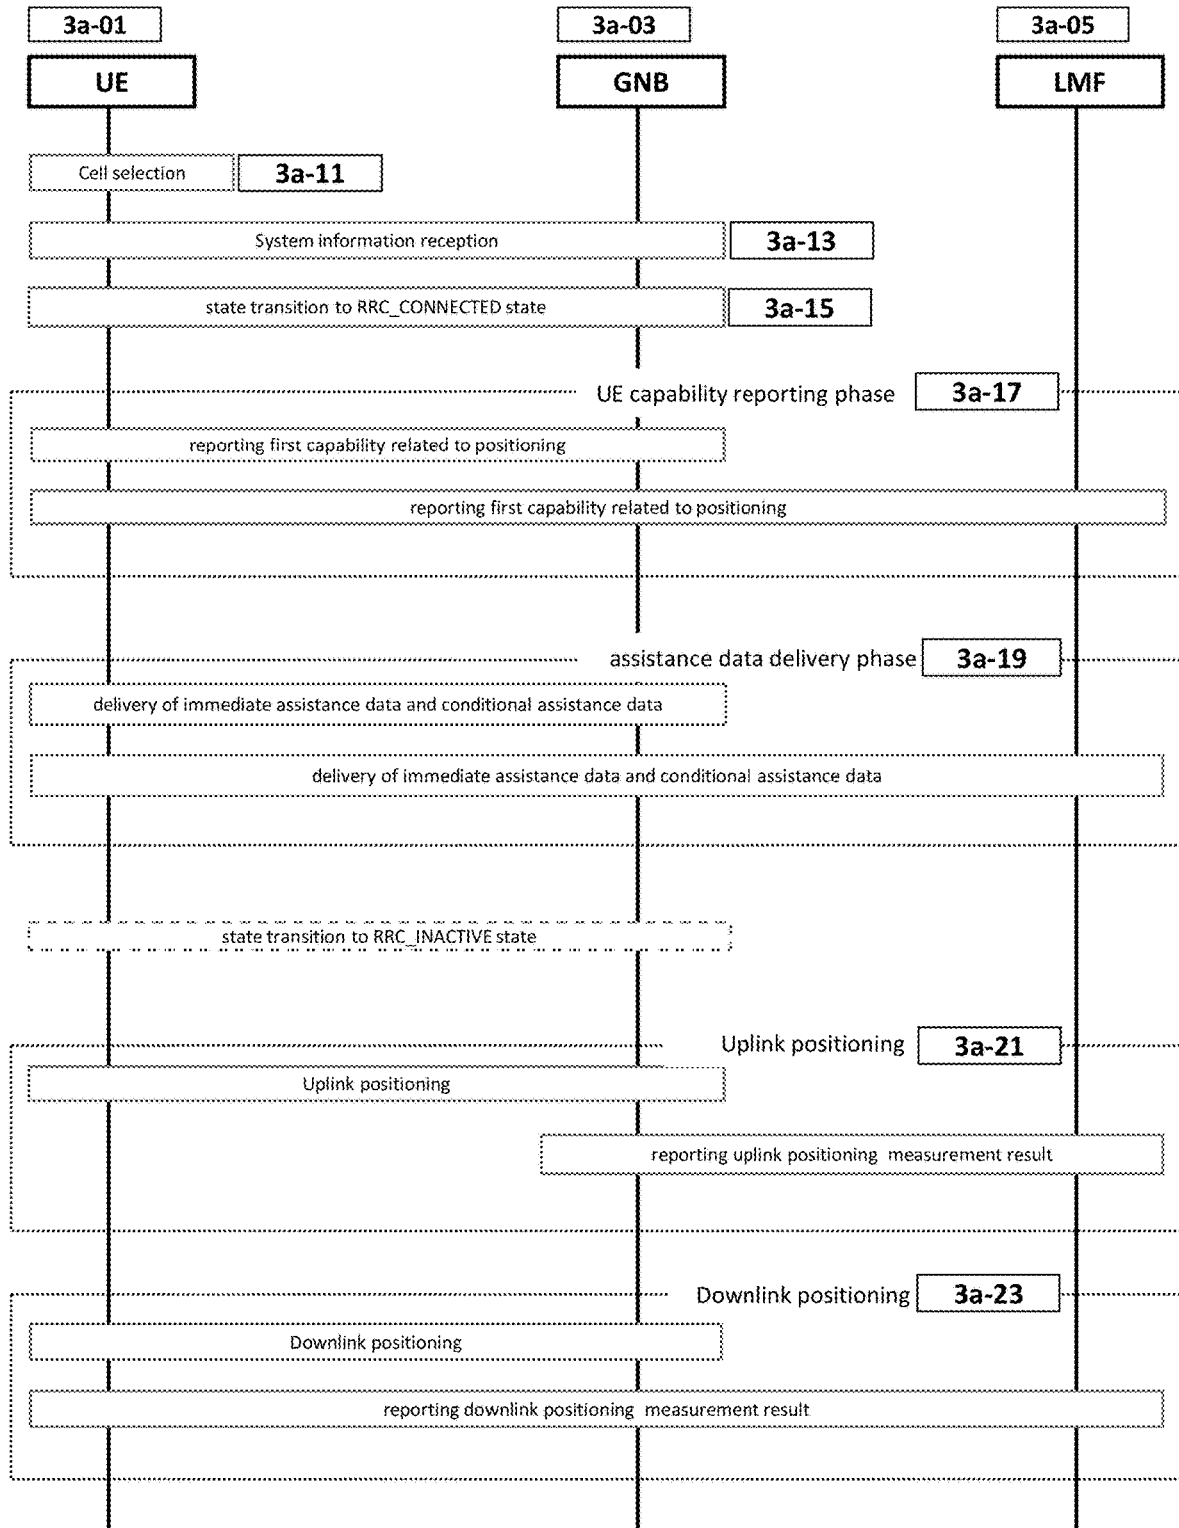 3a-01
3a-03
3a-05
UE
GNB
LMF
Cell selection
3a-11
System information reception
3a-13
state transition to RRC_CONNECTED state
3a-15
UE capability reporting phase
3a-17
reporting first capability related to positioning
reporting first capability related to positioning
assistance data delivery phase
3a-19
delivery of immediate assistance data and conditional assistance data
delivery of immediate assistance data and conditional assistance data
state transition to RRC_INACTIVE state
Uplink positioning
3a-21
Uplink positioning
reporting uplink positioning measurement result
Downlink positioning
3a-23
Downlink positioning
reporting downlink positioning measurement result